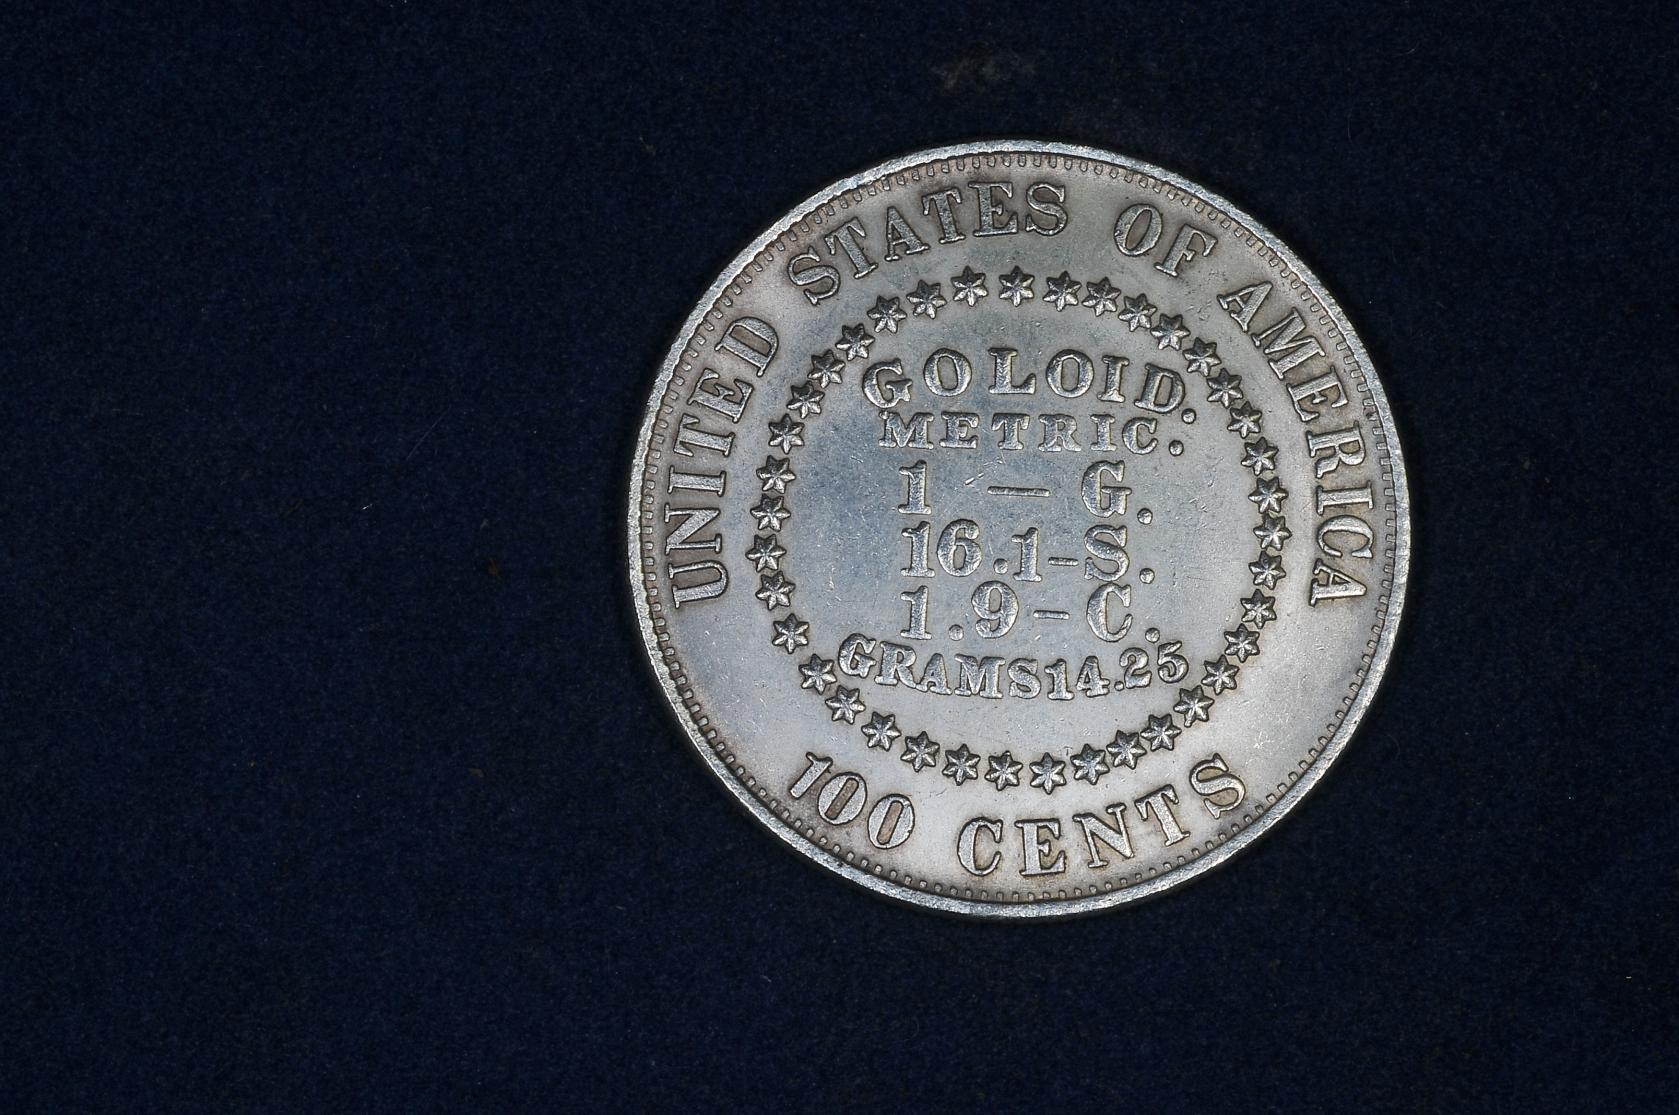 UNITED STATES OF AMERICA
GOLOID.
METRIC.
1 — G.
16.1-S.
1.9-C.
GRAMS14.25
100 CENTS